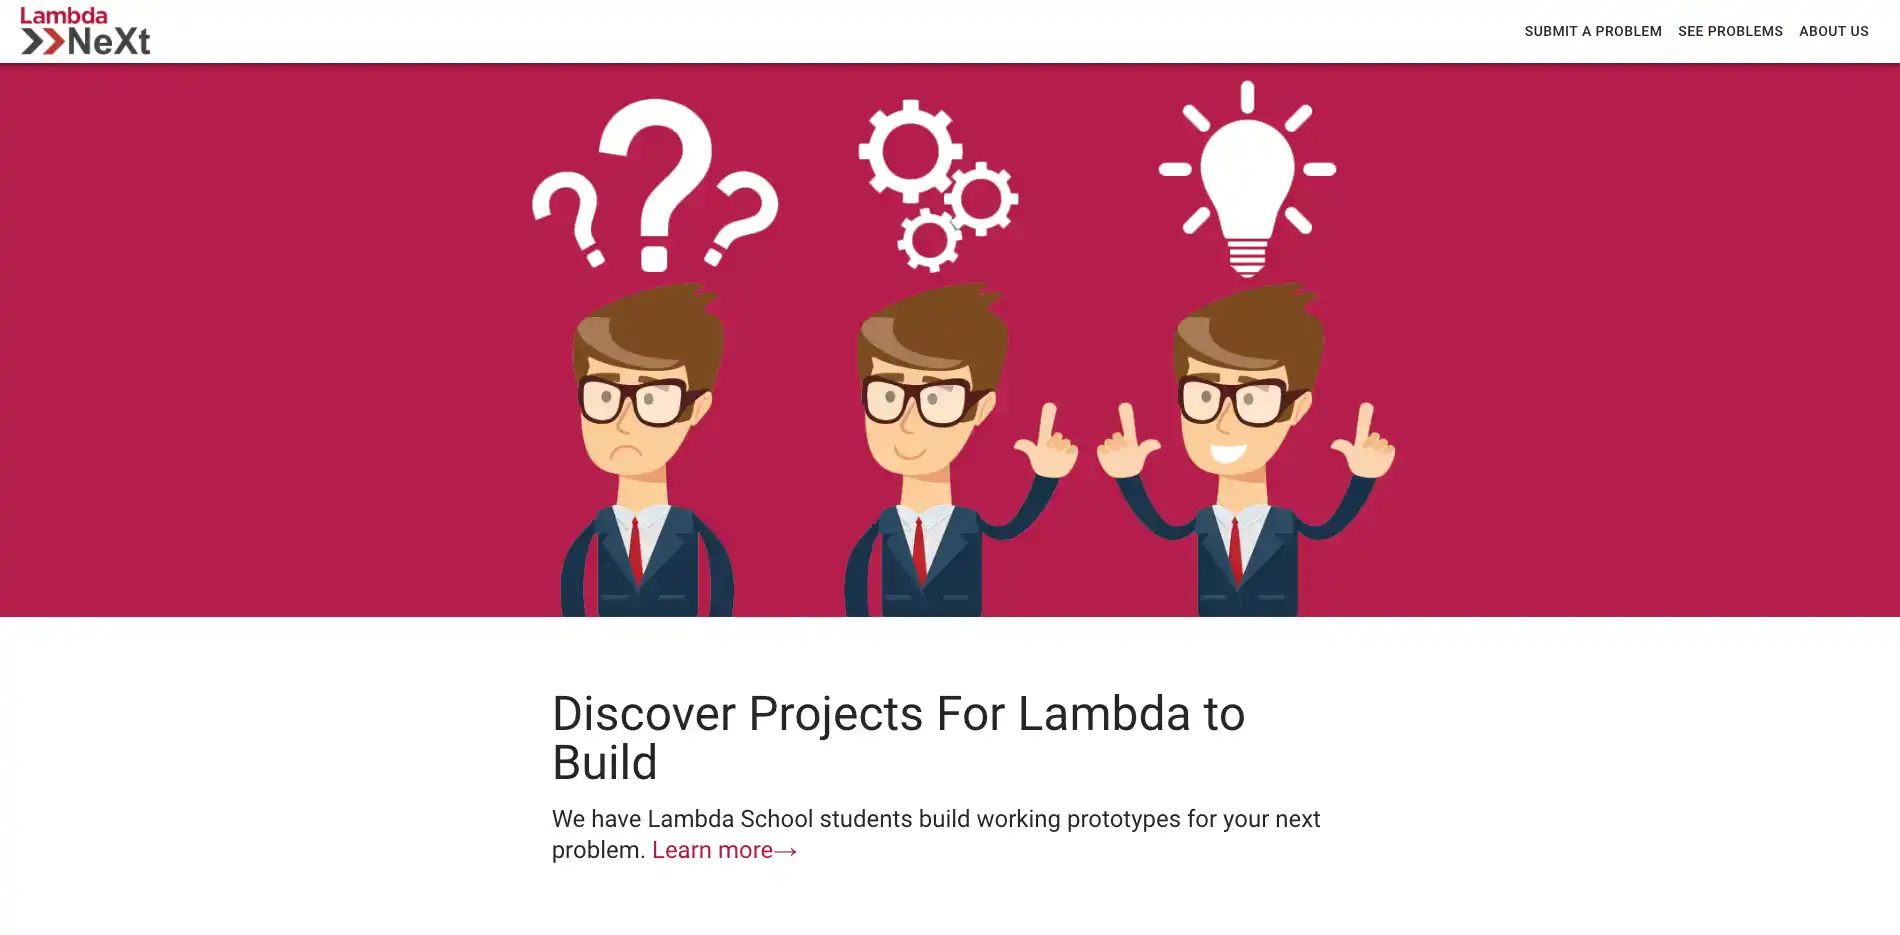 Lambda
NeXt
SUBMIT A PROBLEM SEE PROBLEMS ABOUT US
???
Discover Projects For Lambda to
Build
We have Lambda School students build working prototypes for your next
problem. Learn more→